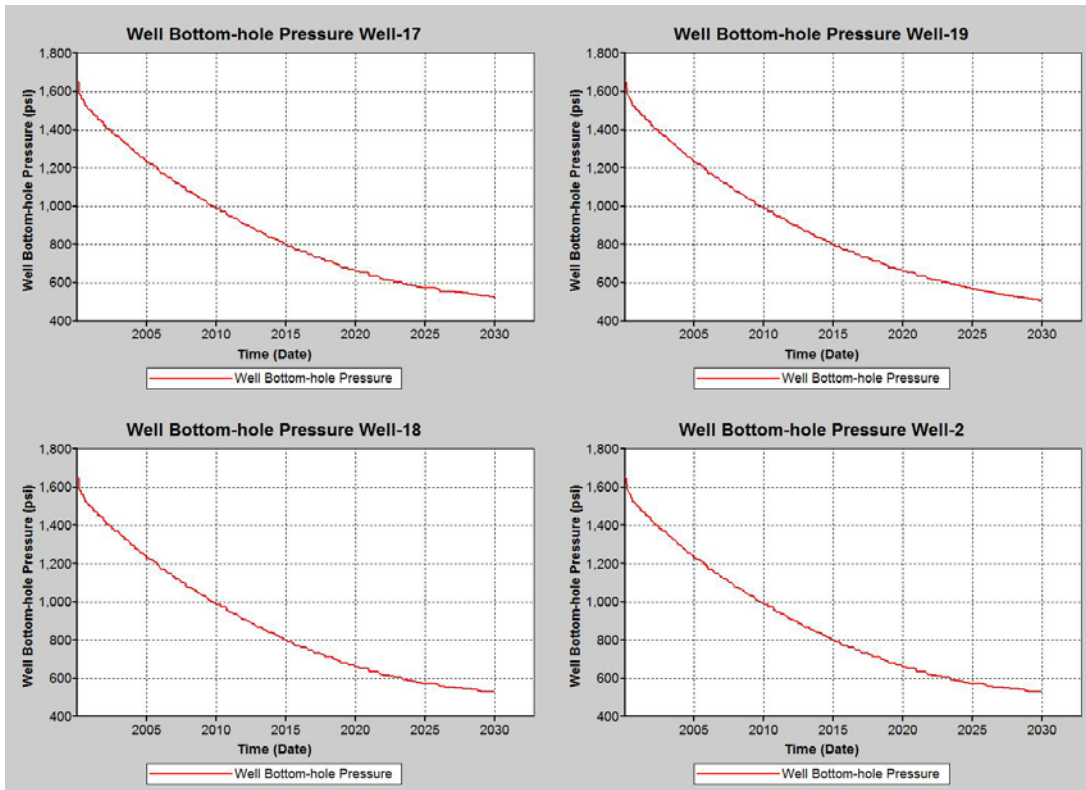 Well Bottom-hole Pressure Well-17
Well Bottom-hole Pressure (psi)
1,800
1,600
1,400
1,200
1,000
800
600
400
2005 2010 2015 2020 2025 2030
Time (Date)
Well Bottom-hole Pressure
Well Bottom-hole Pressure Well-19
Well Bottom-hole Pressure (psi)
1,800
1,600
1,400
1,200
1,000
800
600
400
2005 2010 2015 2020 2025 2030
Time (Date)
Well Bottom-hole Pressure
Well Bottom-hole Pressure Well-18
Well Bottom-hole Pressure (psi)
1,800
1,600
1,400
1,200
1,000
800
600
400
2005 2010 2015 2020 2025 2030
Time (Date)
Well Bottom-hole Pressure
Well Bottom-hole Pressure Well-2
Well Bottom-hole Pressure (psi)
1,800
1,600
1,400
1,200
1,000
800
600
400
2005 2010 2015 2020 2025 2030
Time (Date)
Well Bottom-hole Pressure